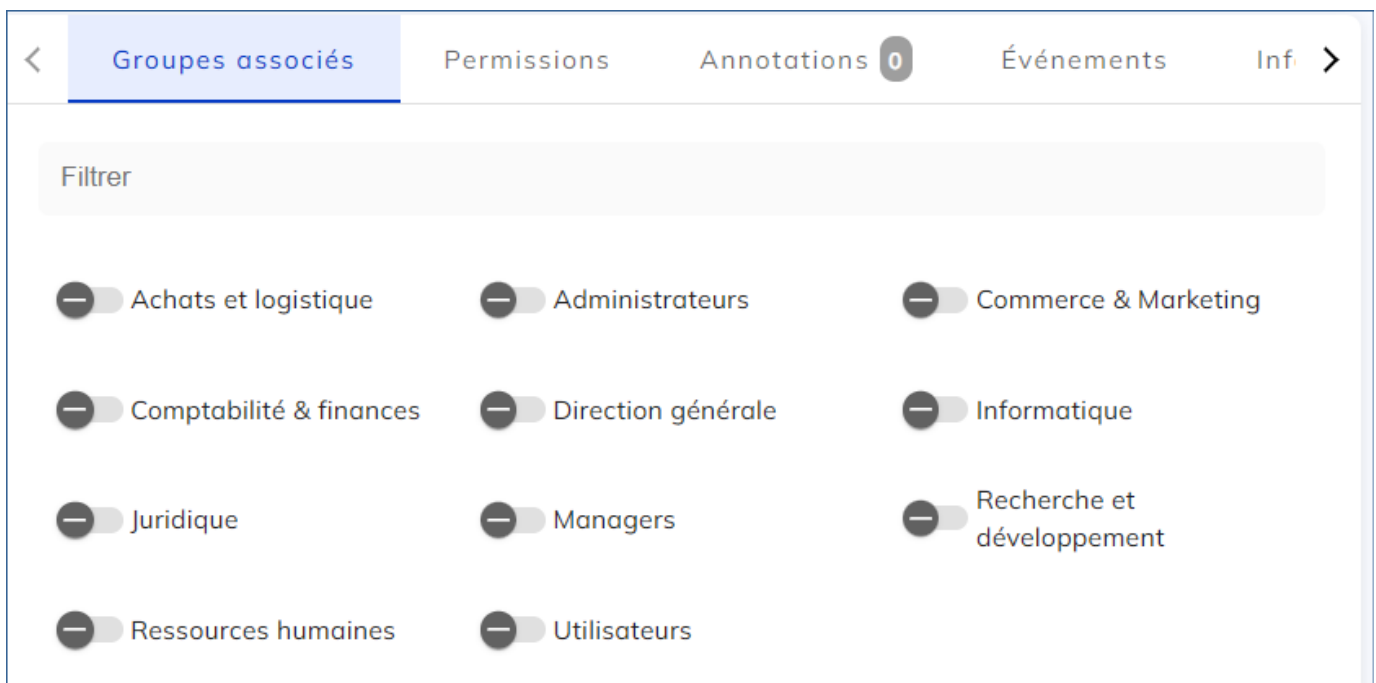 Groupes associés Permissions Annotations 0 Événements Inf
Filtrer
Achats et logistique Administrateurs Commerce & Marketing
Comptabilité & finances Direction générale Informatique
Juridique Managers Recherche et
développement
Ressources humaines Utilisateurs